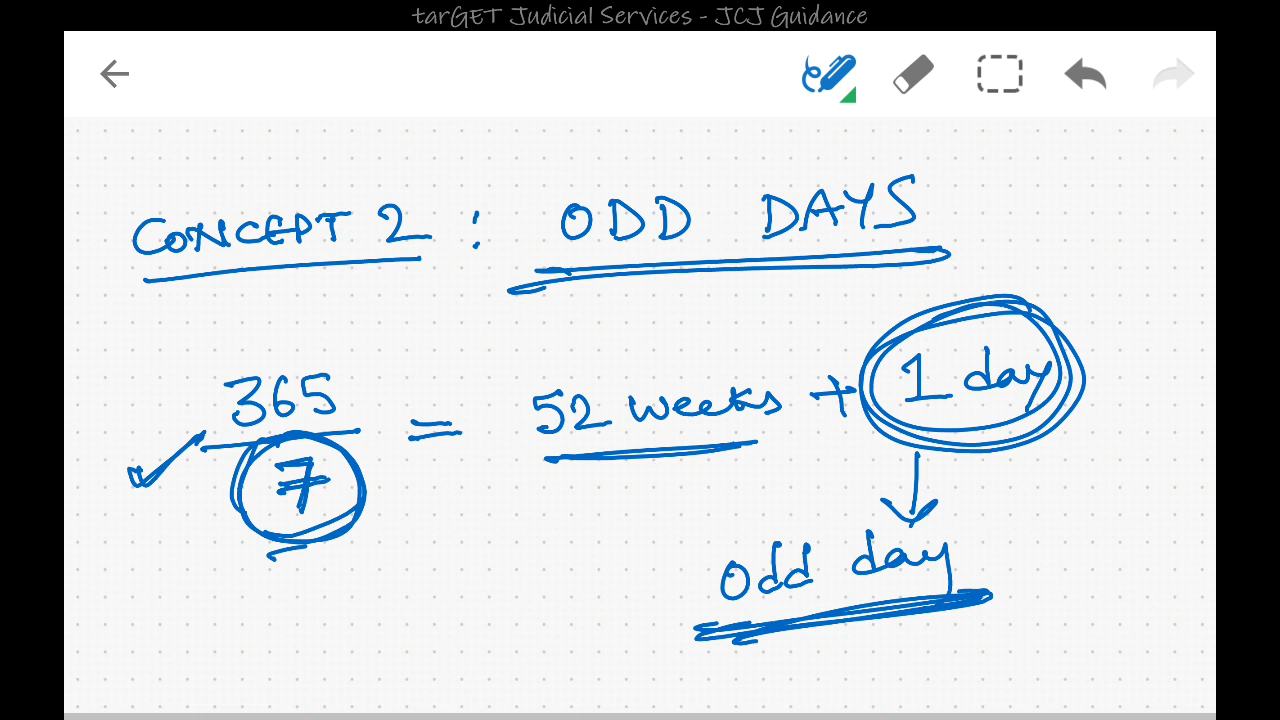 tarGET Judicial Services - JCJ Guidance
CONCEPT 2 : ODD DAYS
365
7
= 52 weeks + 1 day
odd day